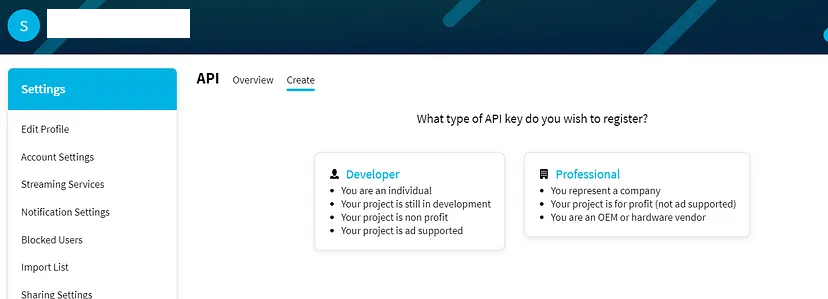 S
API Overview Create
Settings
What type of API key do you wish to register?
Edit Profile
Account Settings
Streaming Services
Notification Settings
Blocked Users
Import List
Sharing Settings
Developer
You are an individual
Your project is still in development
Your project is non profit
Your project is ad supported
Professional
You represent a company
Your project is for profit (not ad supported)
You are an OEM or hardware vendor